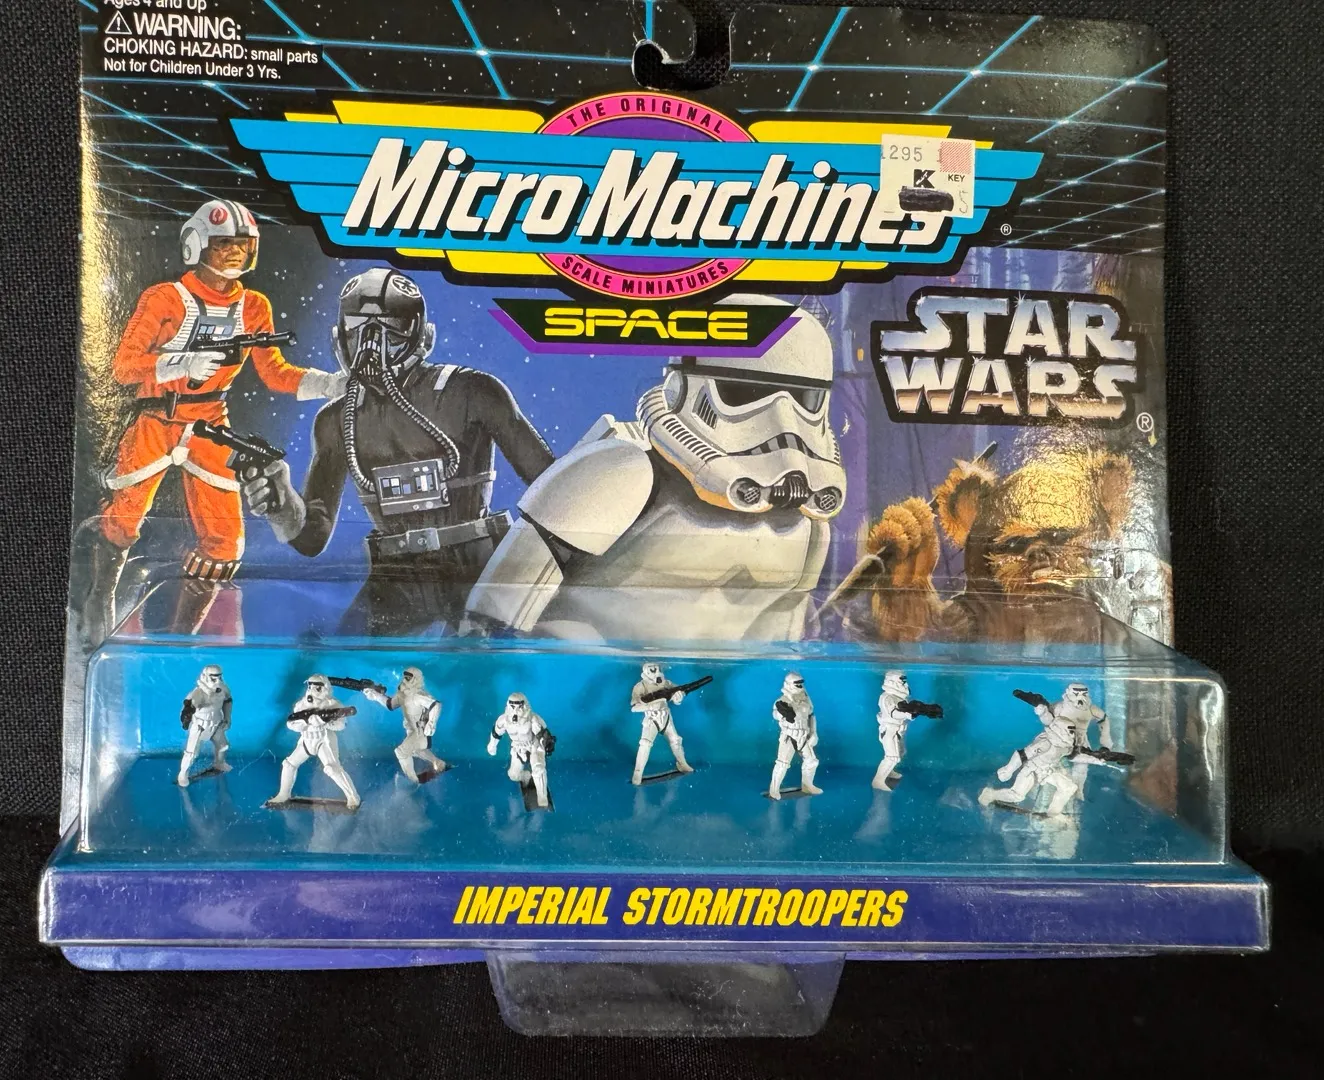 Ages 4 and Up
WARNING:
CHOKING HAZARD: small parts
Not for Children Under 3 Yrs.
THE ORIGINAL
Micro Machines
®
SCALE MINIATURES
1295
K
KEY
SPACE
STAR
WARS
®
IMPERIAL STORMTROOPERS